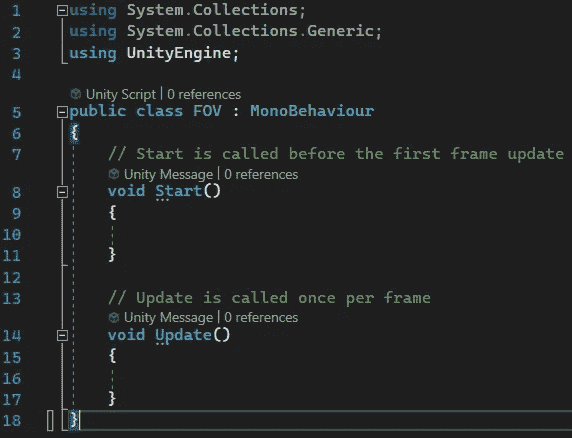 1 using System.Collections;
2 using System.Collections.Generic;
3 using UnityEngine;
4
Unity Script | 0 references
5 public class FOV : MonoBehaviour
6 {
7 // Start is called before the first frame update
Unity Message | 0 references
8 void Start()
9 {
10
11 }
12
13 // Update is called once per frame
Unity Message | 0 references
14 void Update()
15 {
16
17 }
18 }